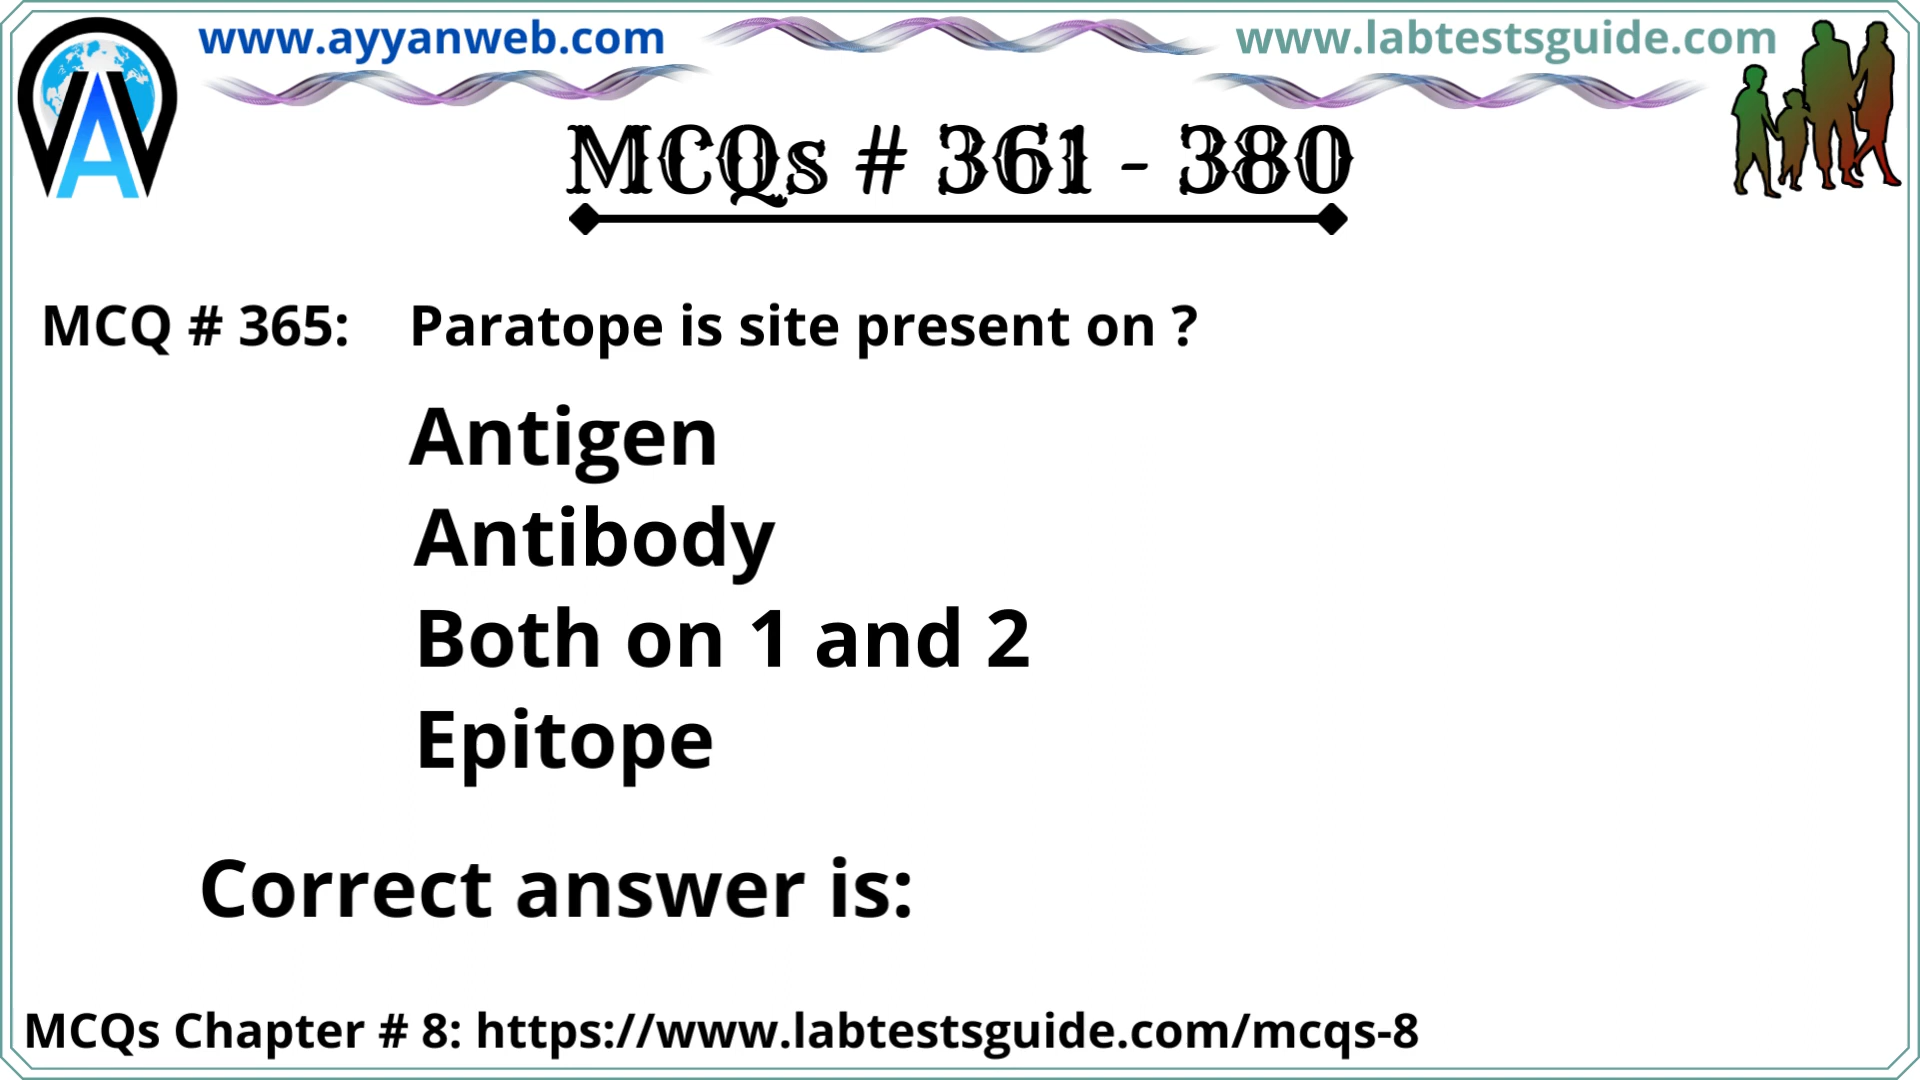 www.ayyanweb.com
www.labtestsguide.com
MCQs # 361 - 380
MCQ # 365: Paratope is site present on ?
Antigen
Antibody
Both on 1 and 2
Epitope
Correct answer is:
MCQs Chapter # 8: https://www.labtestsguide.com/mcqs-8